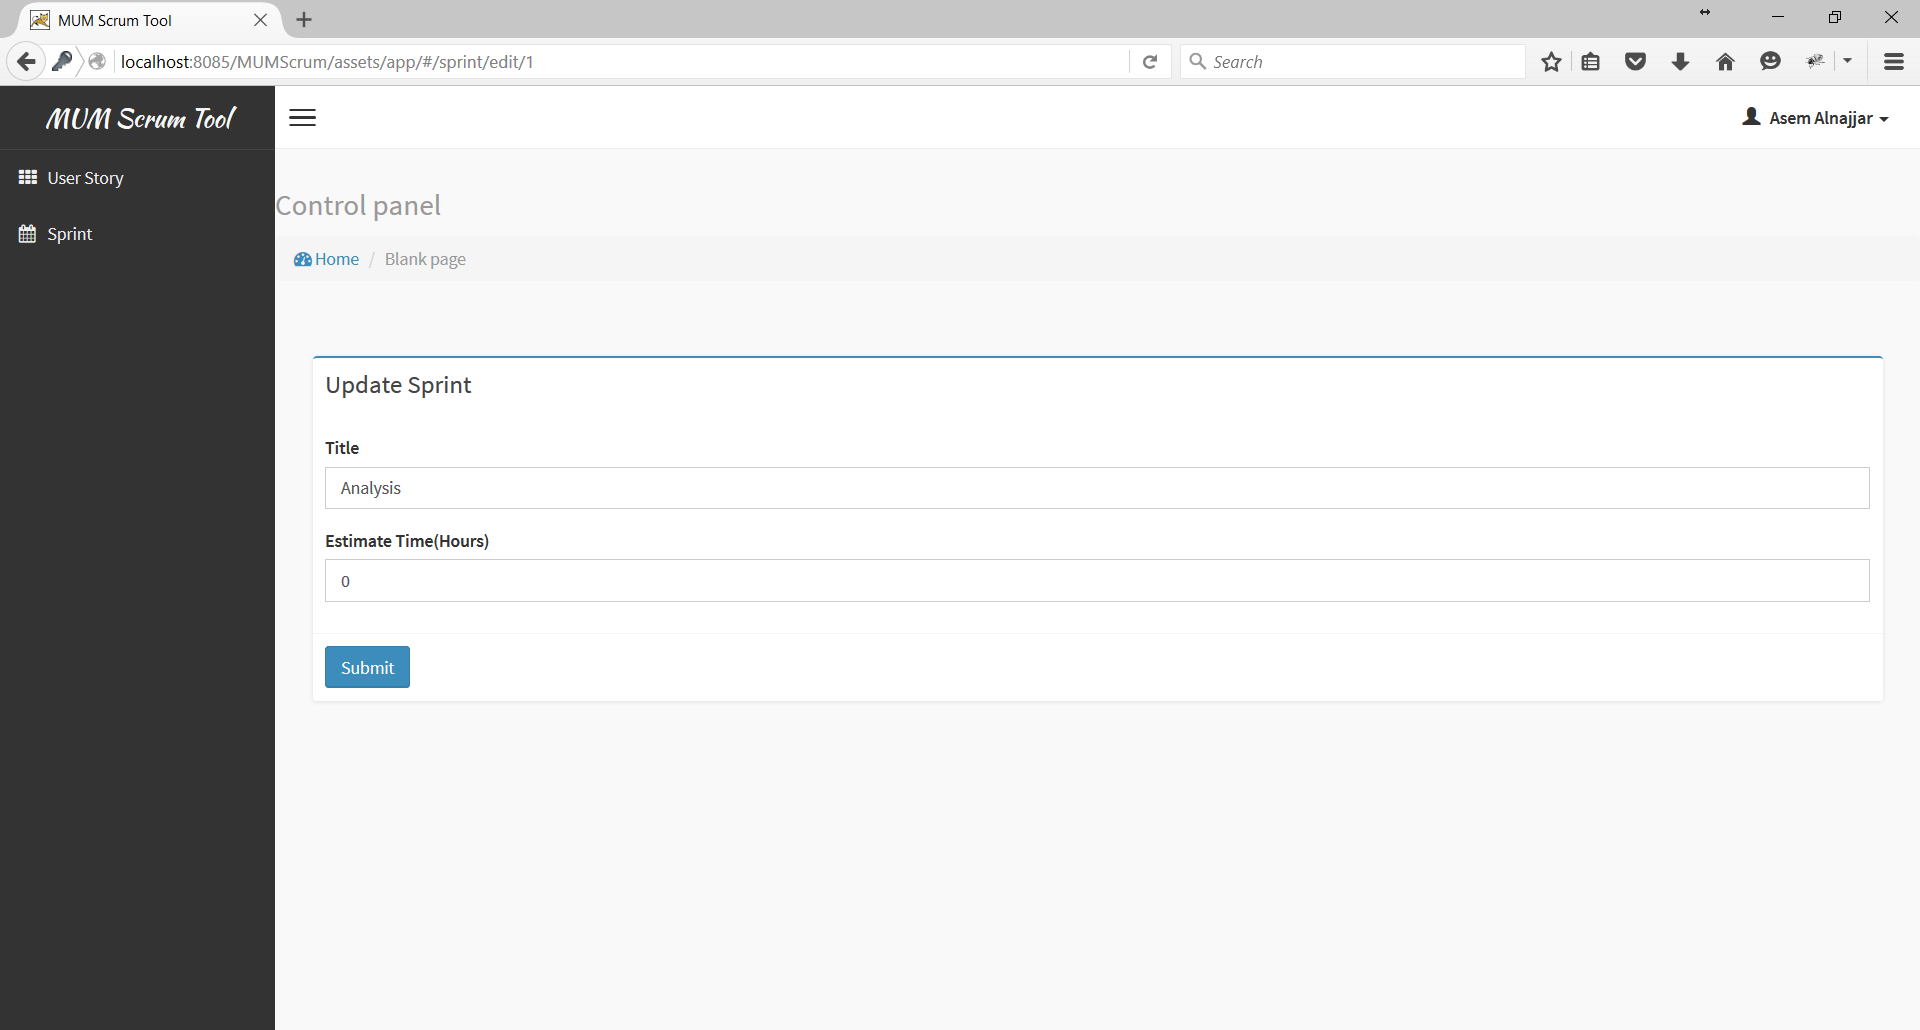 MUM Scrum Tool
localhost:8085/MUMScrum/assets/app/#/sprint/edit/1
Search
MUM Scrum Tool
Asem Alnajjar
User Story
Sprint
Control panel
Home / Blank page
Update Sprint
Title
Analysis
Estimate Time(Hours)
0
Submit